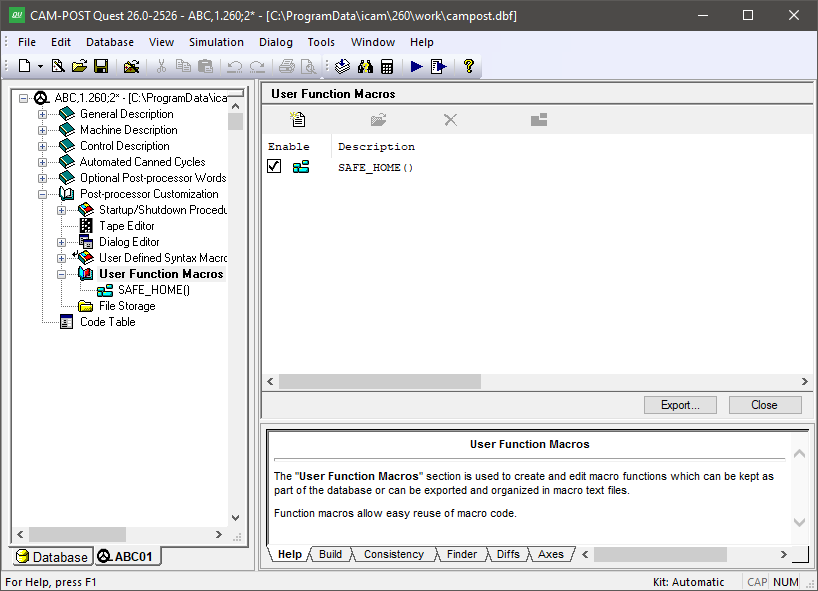 CAM-POST Quest 26.0-2526 - ABC,1.260;2* - [C:\ProgramData\icam\260\work\campost.dbf]
File Edit Database View Simulation Dialog Tools Window Help
ABC,1.260;2* - [C:\ProgramData\ica
General Description
Machine Description
Control Description
Automated Canned Cycles
Optional Post-processor Words
Post-processor Customization
Startup/Shutdown Procedu
Tape Editor
Dialog Editor
User Defined Syntax Macro
User Function Macros
SAFE_HOME()
File Storage
Code Table
Database ABC01
User Function Macros
Enable Description
SAFE_HOME()
Export... Close
User Function Macros
The "User Function Macros" section is used to create and edit macro functions which can be kept as
part of the database or can be exported and organized in macro text files.
Function macros allow easy reuse of macro code.
Help Build Consistency Finder Diffs Axes
For Help, press F1 Kit: Automatic CAP NUM